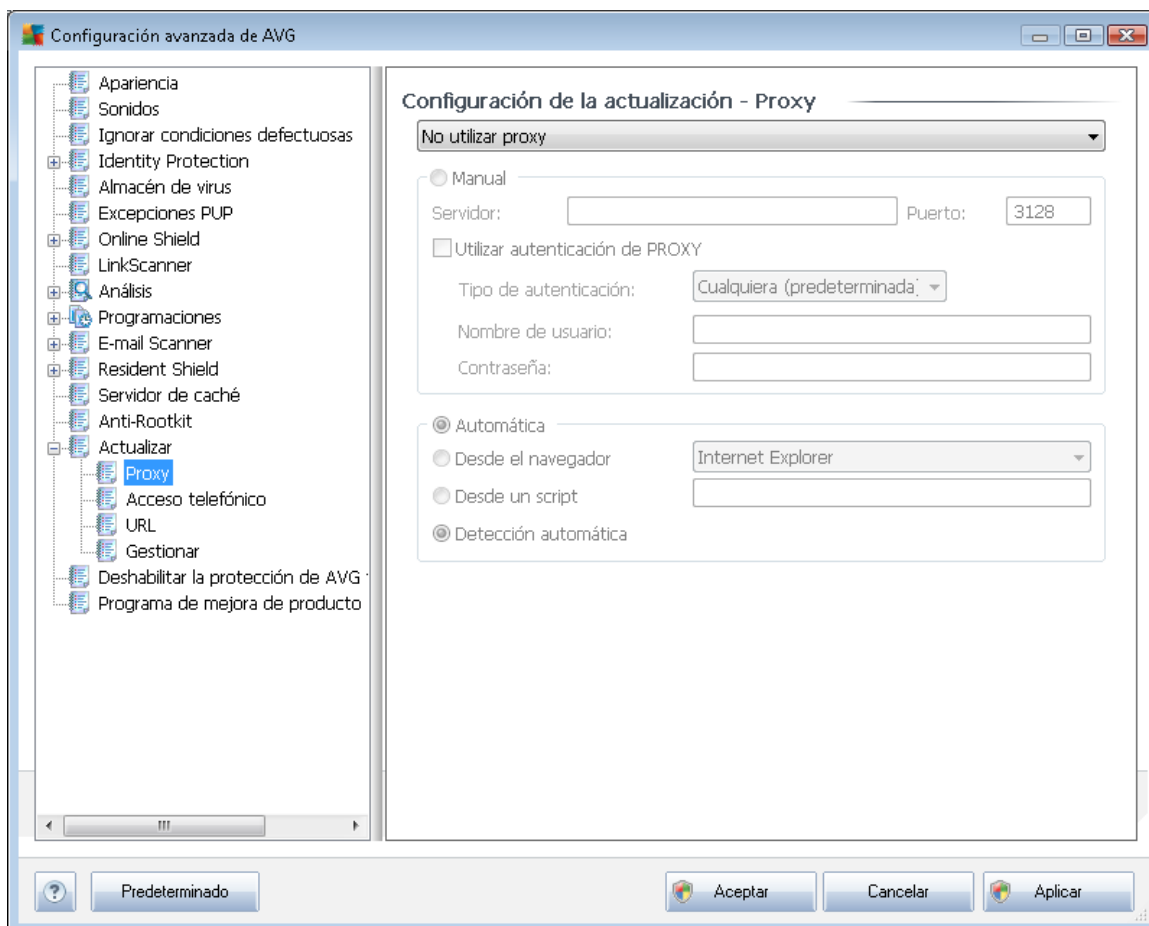 Configuración avanzada de AVG
Apariencia
Sonidos
Ignorar condiciones defectuosas
Identity Protection
Almacén de virus
Excepciones PUP
Online Shield
LinkScanner
Análisis
Programaciones
E-mail Scanner
Resident Shield
Servidor de caché
Anti-Rootkit
Actualizar
Proxy
Acceso telefónico
URL
Gestionar
Deshabilitar la protección de AVG
Programa de mejora de producto
Configuración de la actualización - Proxy
No utilizar proxy
Manual
Servidor: Puerto: 3128
Utilizar autenticación de PROXY
Tipo de autenticación: Cualquiera (predeterminada)
Nombre de usuario:
Contraseña:
Automática
Desde el navegador Internet Explorer
Desde un script
Detección automática
? Predeterminado Aceptar Cancelar Aplicar